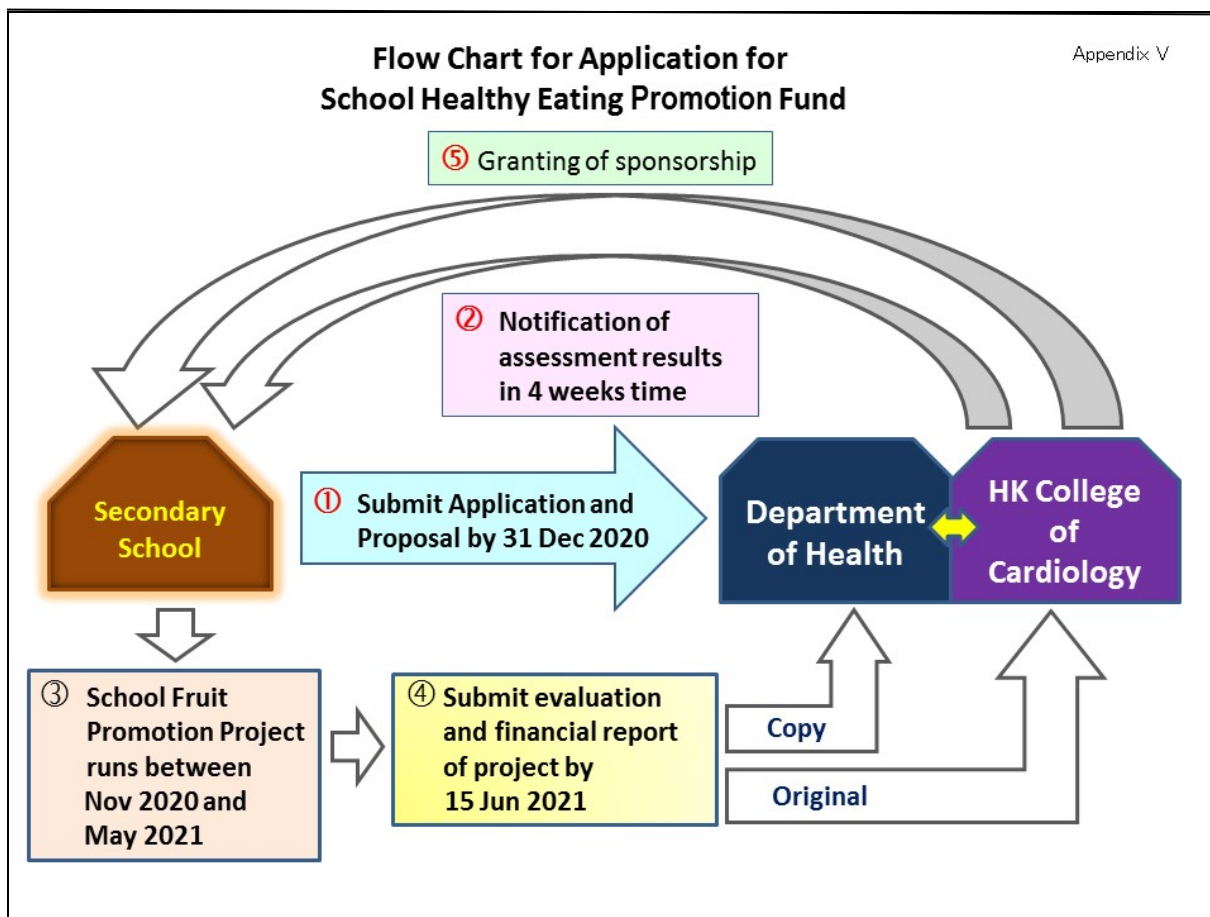 Appendix V
Flow Chart for Application for
School Healthy Eating Promotion Fund
⑤ Granting of sponsorship
② Notification of
assessment results
in 4 weeks time
Secondary
School
① Submit Application and
Proposal by 31 Dec 2020
Department
of Health
HK College
of
Cardiology
③ School Fruit
Promotion Project
runs between
Nov 2020 and
May 2021
④ Submit evaluation
and financial report
of project by
15 Jun 2021
Copy
Original